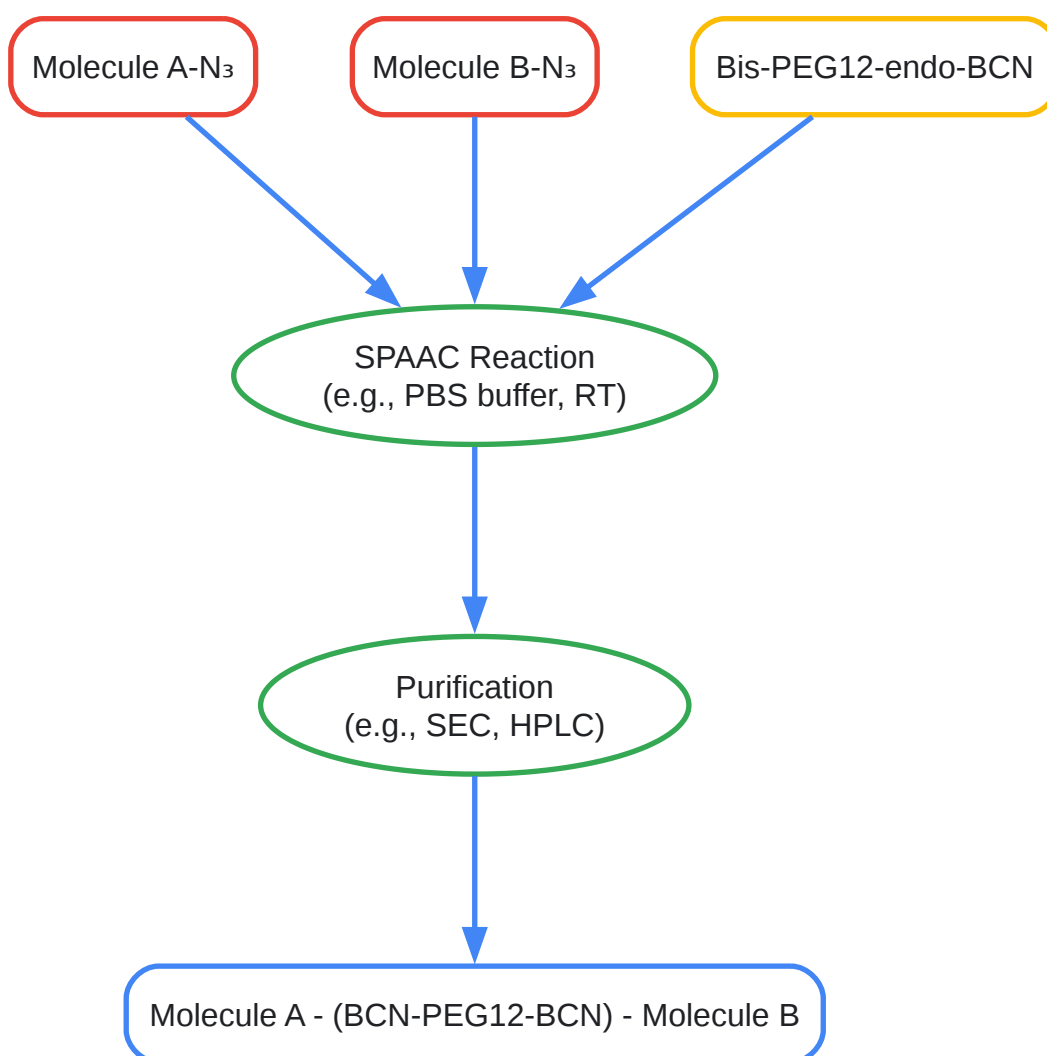 Molecule A-N₃
Molecule B-N₃
Bis-PEG12-endo-BCN
SPAAC Reaction
(e.g., PBS buffer, RT)
Purification
(e.g., SEC, HPLC)
Molecule A - (BCN-PEG12-BCN) - Molecule B